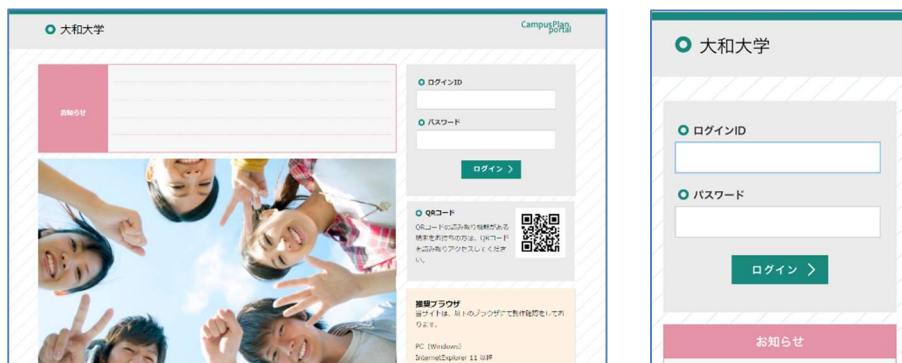 大和大学
CampusPlan
portal
お知らせ
ログインID
パスワード
ログイン
QRコード
QRコードの読み取り機能がある
端末をお持ちの方は、QRコード
を読み取りアクセスしてくださ
い。
推奨ブラウザ
当サイトは、以下のブラウザにて動作確認をしてお
ります。
PC (Windows)
InternetExplorer 11 以降
大和大学
ログインID
パスワード
ログイン
お知らせ